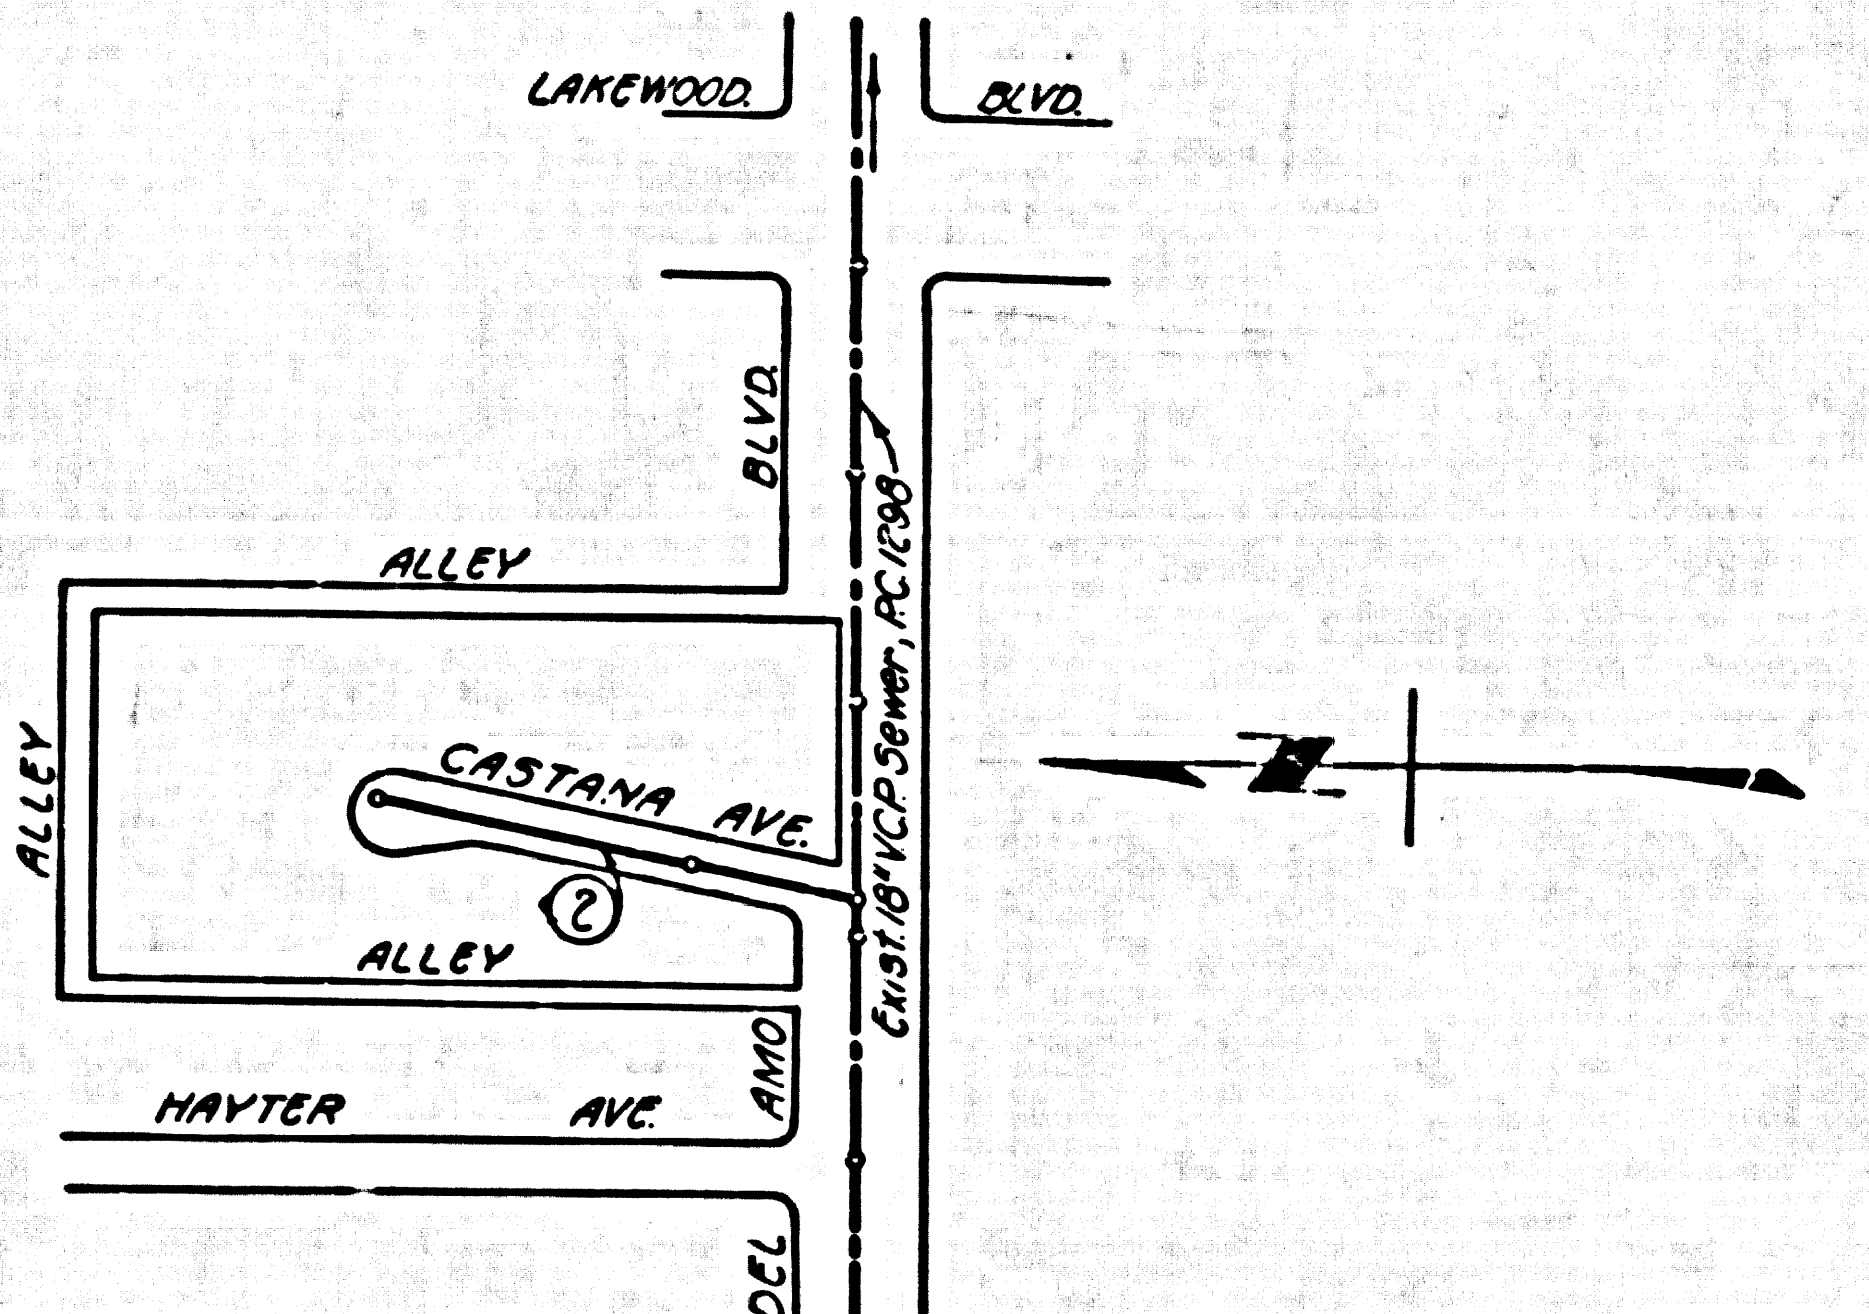 LAKEWOOD.
BLVD.
BLVD.
ALLEY
Exist. 18" V.C.P. Sewer, P.C. 1298
ALLEY
CASTANA AVE.
2
N
ALLEY
AMO
HAYTER AVE.
DEL